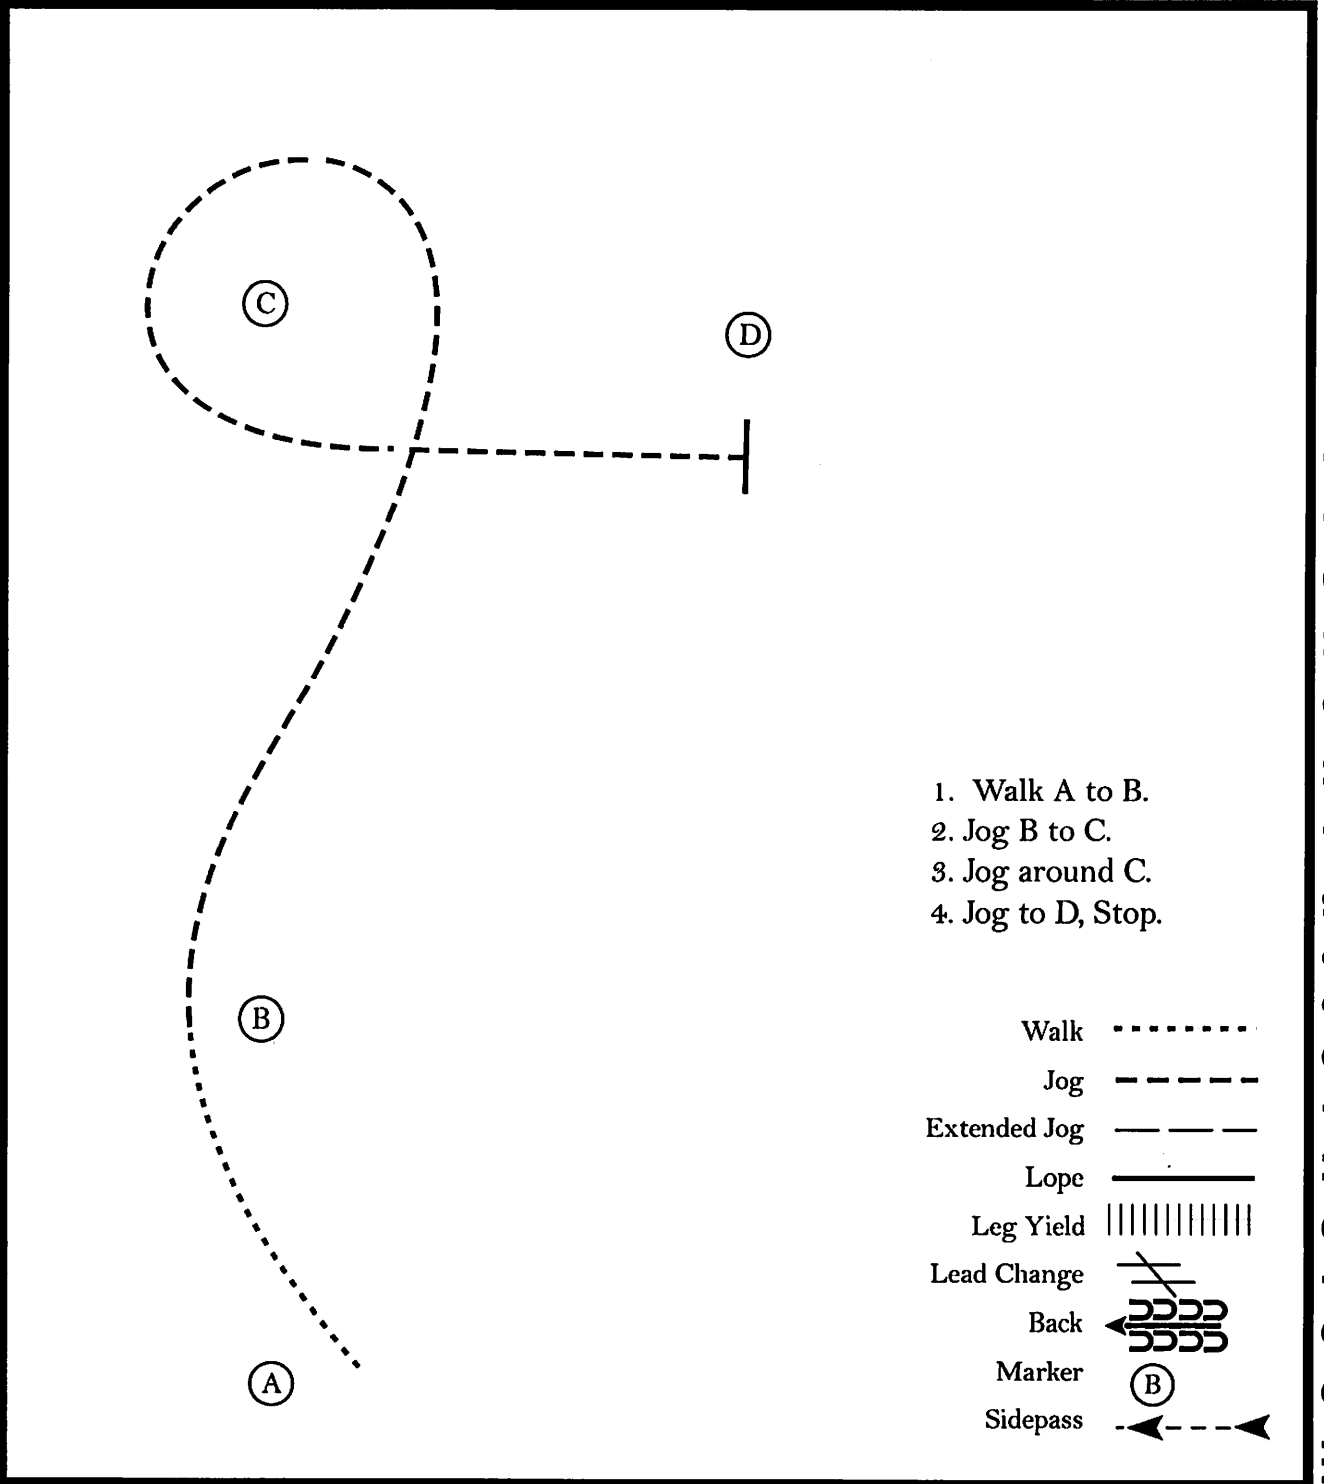 C
D
1. Walk A to B.
2. Jog B to C.
3. Jog around C.
4. Jog to D, Stop.
B
Walk
Jog
Extended Jog
Lope
Leg Yield
Lead Change
Back
Marker B
Sidepass
A